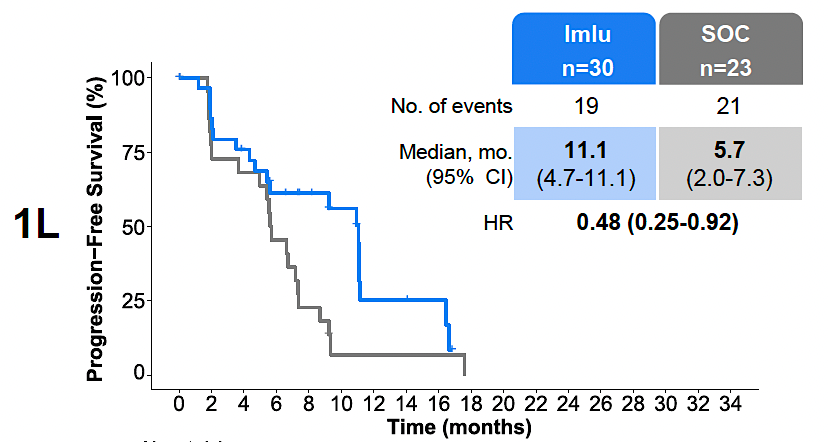 Imlu SOC
n=30 n=23
No. of events 19 21
Median, mo. 11.1 5.7
(95% CI) (4.7-11.1) (2.0-7.3)
HR 0.48 (0.25-0.92)
1L
Progression–Free Survival (%)
100
75
50
25
0
0 2 4 6 8 10 12 14 16 18 20 22 24 26 28 30 32 34
Time (months)